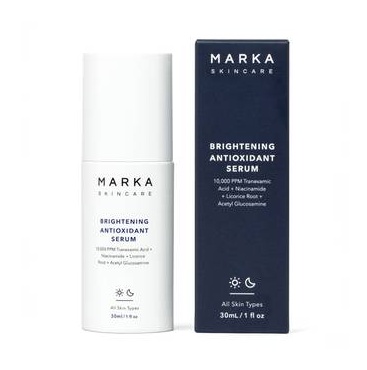 MARKA
SKINCARE
BRIGHTENING
ANTIOXIDANT
SERUM
10,000 PPM Tranexamic Acid +
Niacinamide + Licorice
Root + Acetyl Glucosamine
All Skin Types
30ml / 1 fl oz
MARKA
SKINCARE
BRIGHTENING
ANTIOXIDANT
SERUM
10,000 PPM Tranexamic
Acid + Niacinamide
+ Licorice Root +
Acetyl Glucosamine
All Skin Types
30mL / 1 fl oz